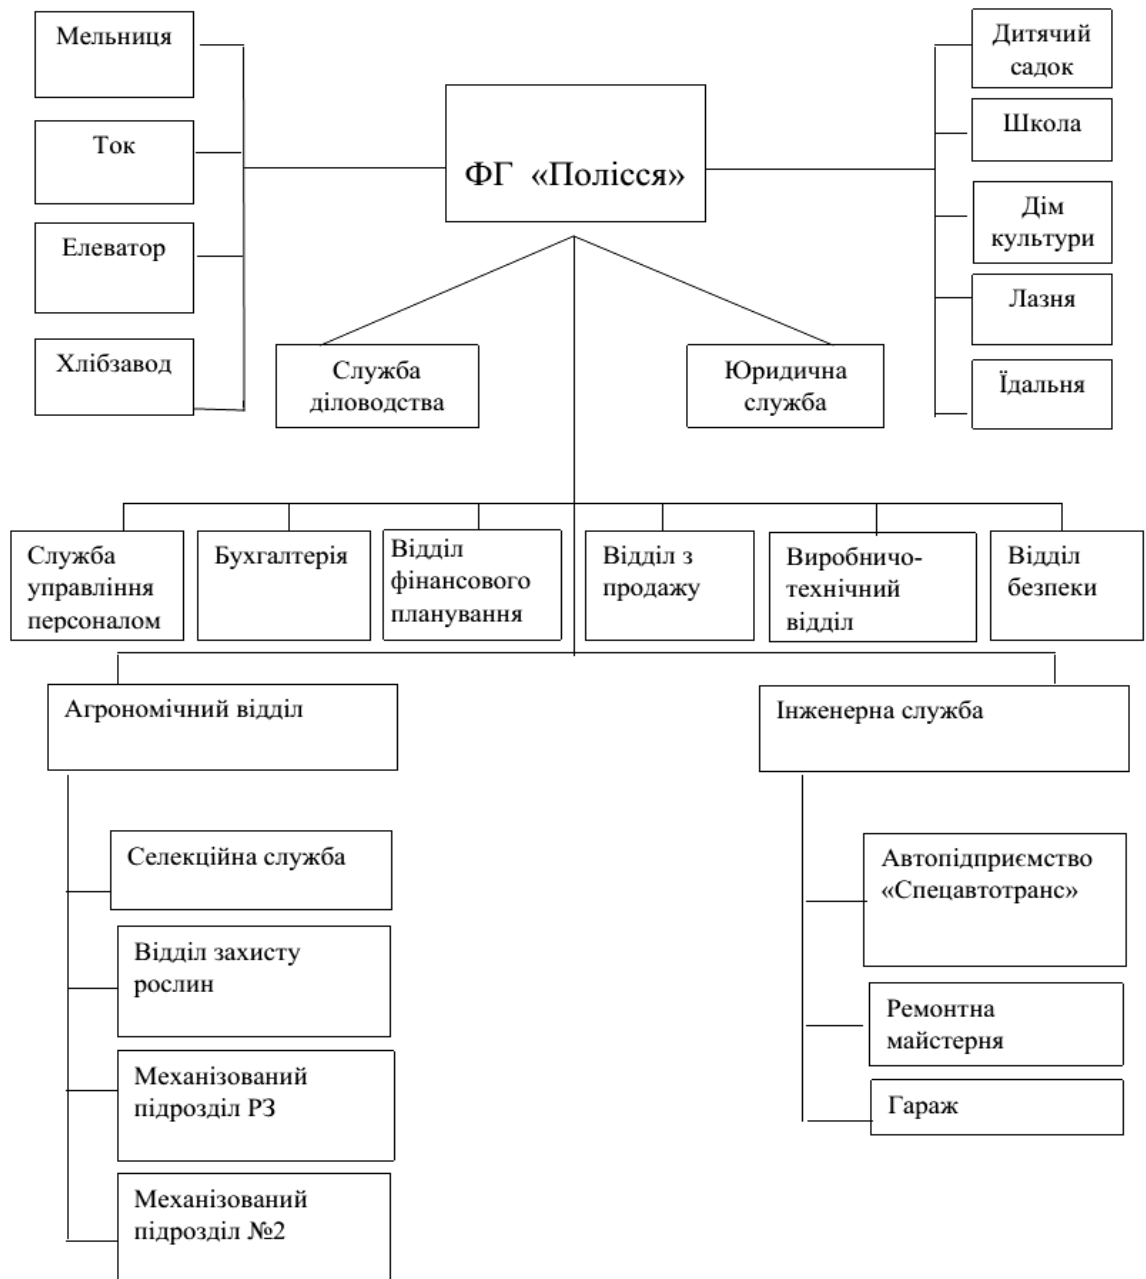 Мельниця
Ток
Елеватор
Хлібзавод
ФГ «Полісся»
Дитячий
садок
Школа
Дім
культури
Лазня
Їдальня
Служба
діловодства
Юридична
служба
Служба
управління
персоналом
Бухгалтерія
Відділ
фінансового
планування
Відділ з
продажу
Виробничо-
технічний
відділ
Відділ
безпеки
Агрономічний відділ
Селекційна служба
Відділ захисту
рослин
Механізований
підрозділ РЗ
Механізований
підрозділ №2
Інженерна служба
Автопідприємство
«Спецавтотранс»
Ремонтна
майстерня
Гараж